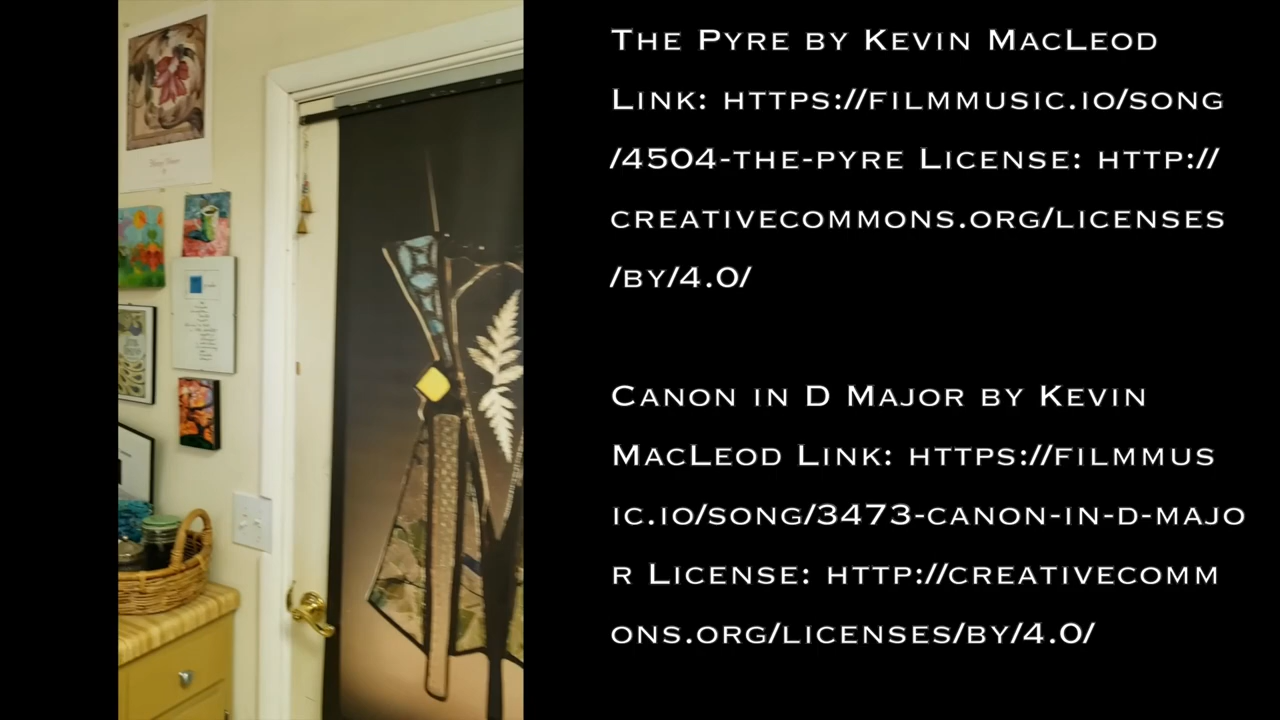 The Pyre by Kevin MacLeod
Link: https://filmmusic.io/song
/4504-the-pyre License: http://
creativecommons.org/licenses
/by/4.0/
Canon in D Major by Kevin
MacLeod Link: https://filmmus
ic.io/song/3473-canon-in-d-majo
r License: http://creativecomm
ons.org/licenses/by/4.0/